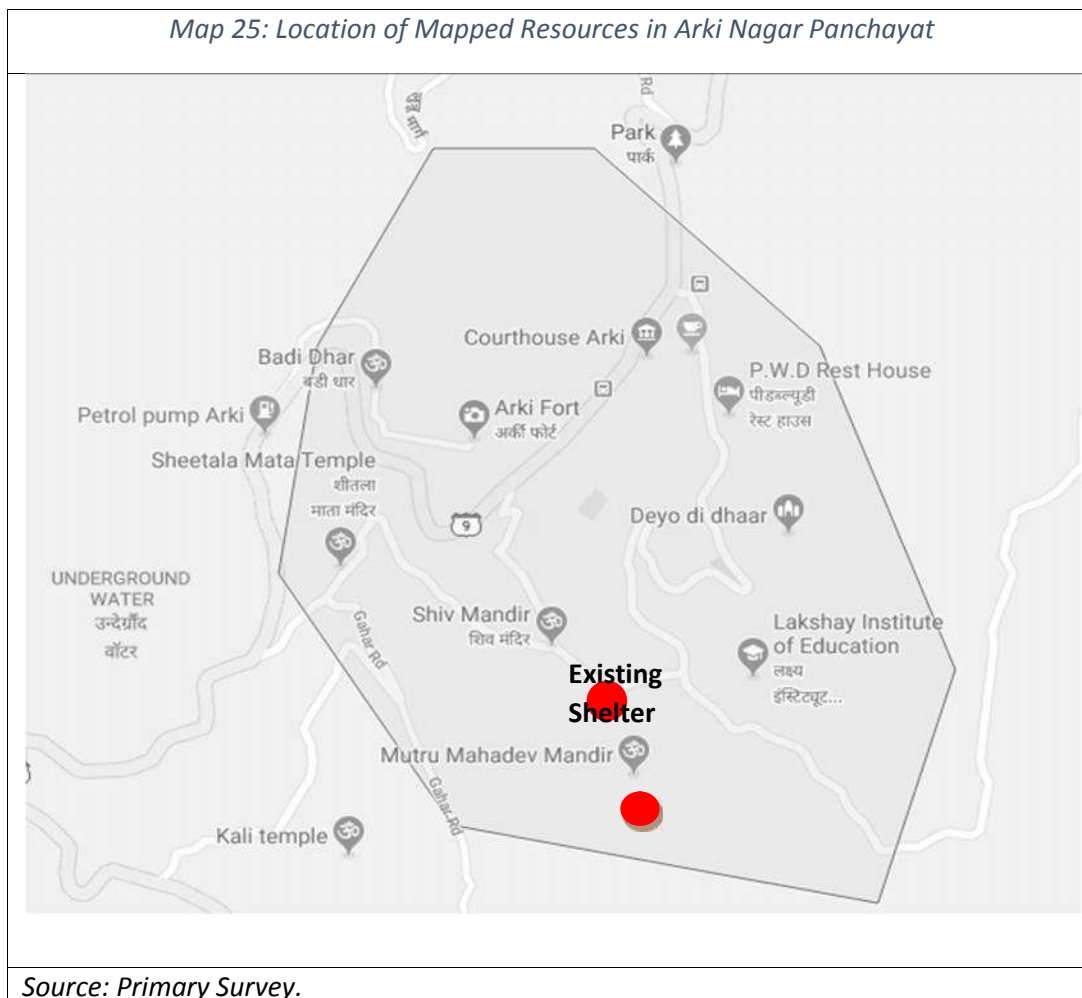 Map 25: Location of Mapped Resources in Arki Nagar Panchayat
मार्ग
Rd
Park
पार्क
Courthouse Arki
Badi Dhar
बडी धार
P.W.D Rest House
पीडब्ल्यूडी
रेस्ट हाउस
Petrol pump Arki
Arki Fort
अर्की फोर्ट
Sheetala Mata Temple
शीतला
माता मंदिर
9
Deyo di dhaar
UNDERGROUND
WATER
उन्देर्ग्रौंद
वॉटर
Shiv Mandir
शिव मंदिर
Gahar Rd
Lakshay Institute
of Education
लक्ष्य
इंस्टिट्यूट...
Existing
Shelter
Mutru Mahadev Mandir
Gahar Rd
Kali temple
Source: Primary Survey.